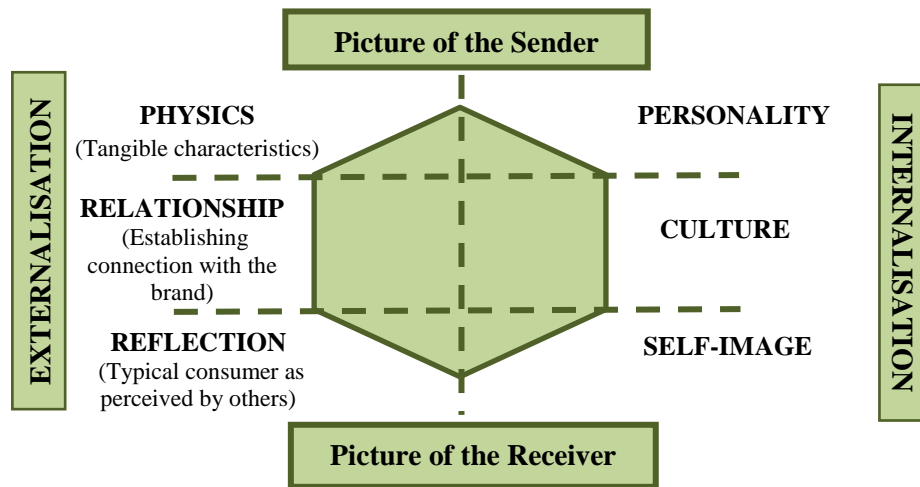 Picture of the Sender
EXTERNALISATION
PHYSICS
(Tangible characteristics)
PERSONALITY
INTERNALISATION
RELATIONSHIP
(Establishing
connection with the
brand)
CULTURE
REFLECTION
(Typical consumer as
perceived by others)
SELF-IMAGE
Picture of the Receiver